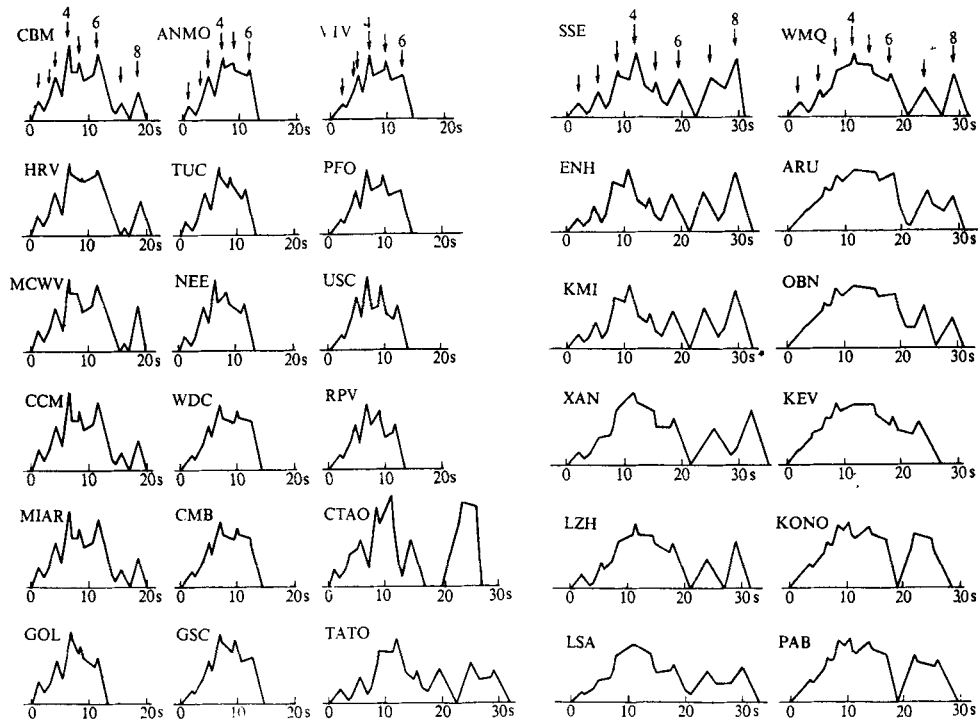 4 6 4 4 4 8 4
CBM ANMO 6 6 SSE 6 WMQ 6 8
8
0 10 20s 0 10 20s 0 10 20s 0 10 20 30s 0 10 20 30s
HRV TUC PFO ENH ARU
0 10 20s 0 10 20s 0 10 20s 0 10 20 30s 0 10 20 30s
MCWV NEE USC KMI OBN
0 10 20s 0 10 20s 0 10 20s 0 10 20 30s 0 10 20 30s
CCM WDC RPV XAN KEV
0 10 20s 0 10 20s 0 10 20s 0 10 20 30s 0 10 20 30s
MIAR CMB CTAO LZH KONO
0 10 20s 0 10 20s 0 10 20 30s 0 10 20 30s 0 10 20 30s
GOL GSC TATO LSA PAB
0 10 20s 0 10 20s 0 10 20 30s 0 10 20 30s 0 10 20 30s